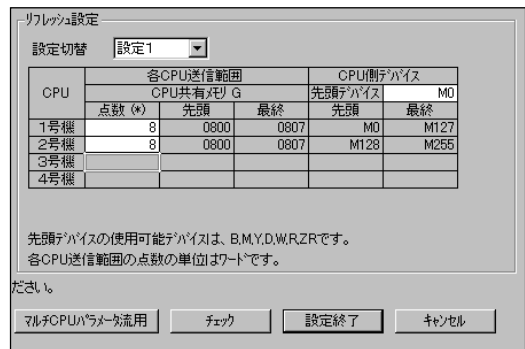 リフレッシュ設定
設定切替 設定1
CPU 各CPU送信範囲 CPU側デバイス
CPU共有メモリ G 先頭デバイス M0
点数 (*) 先頭 最終 先頭 最終
1号機 8 0800 0807 M0 M127
2号機 8 0800 0807 M128 M255
3号機
4号機
先頭デバイスの使用可能デバイスは、B,M,Y,D,W,R,ZRです。
各CPU送信範囲の点数の単位はワードです。
ださい。
マルチCPUパラメータ流用 チェック 設定終了 キャンセル